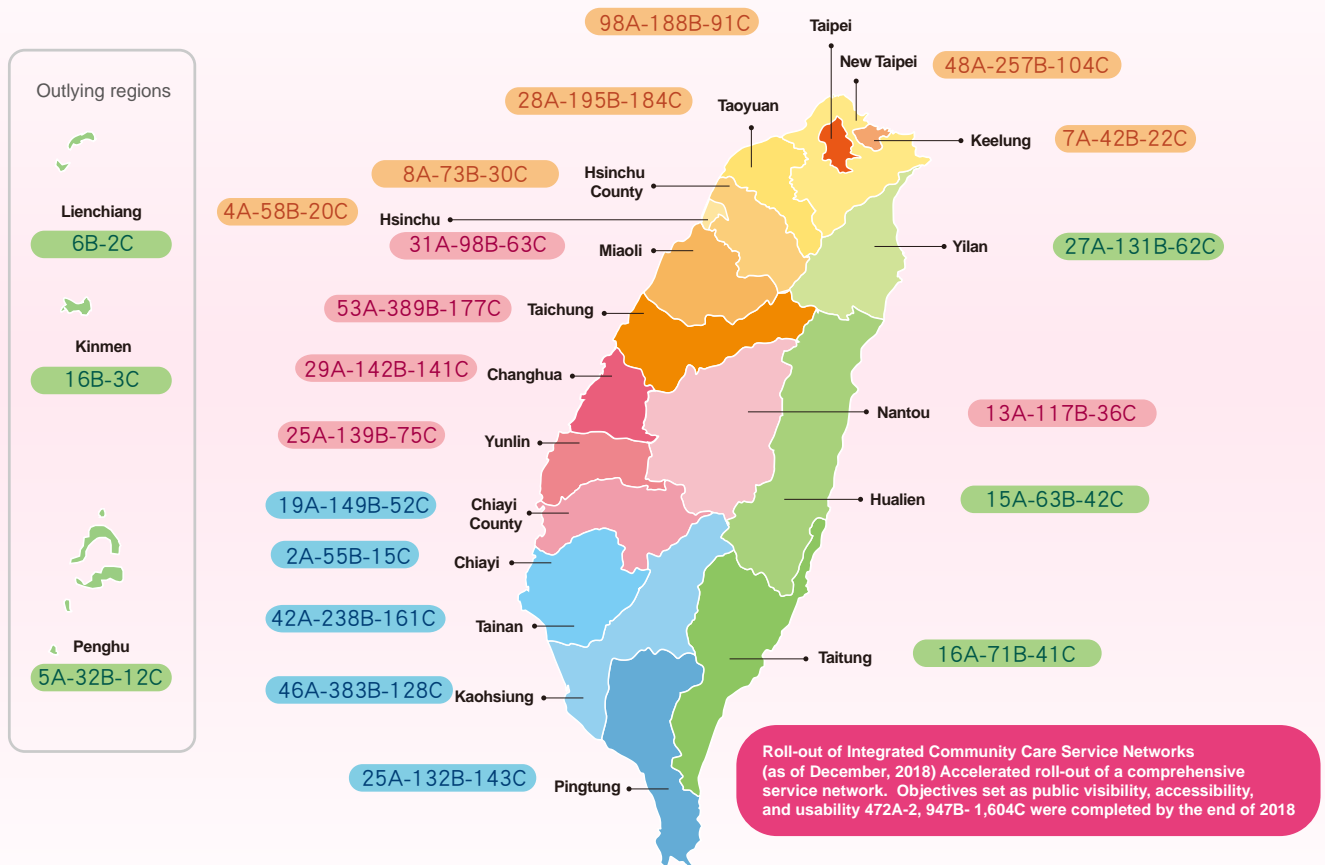 98A-188B-91C
Taipei
New Taipei
48A-257B-104C
Outlying regions
28A-195B-184C
Taoyuan
Keelung
7A-42B-22C
8A-73B-30C
Hsinchu
County
Lienchiang
4A-58B-20C
Hsinchu
6B-2C
31A-98B-63C
Miaoli
Yilan
27A-131B-62C
53A-389B-177C
Taichung
Kinmen
16B-3C
29A-142B-141C
Changhua
Nantou
13A-117B-36C
25A-139B-75C
Yunlin
19A-149B-52C
Chiayi
County
Hualien
15A-63B-42C
2A-55B-15C
Chiayi
42A-238B-161C
Tainan
Penghu
5A-32B-12C
Taitung
16A-71B-41C
46A-383B-128C
Kaohsiung
25A-132B-143C
Pingtung
Roll-out of Integrated Community Care Service Networks
(as of December, 2018) Accelerated roll-out of a comprehensive
service network. Objectives set as public visibility, accessibility,
and usability 472A-2, 947B- 1,604C were completed by the end of 2018